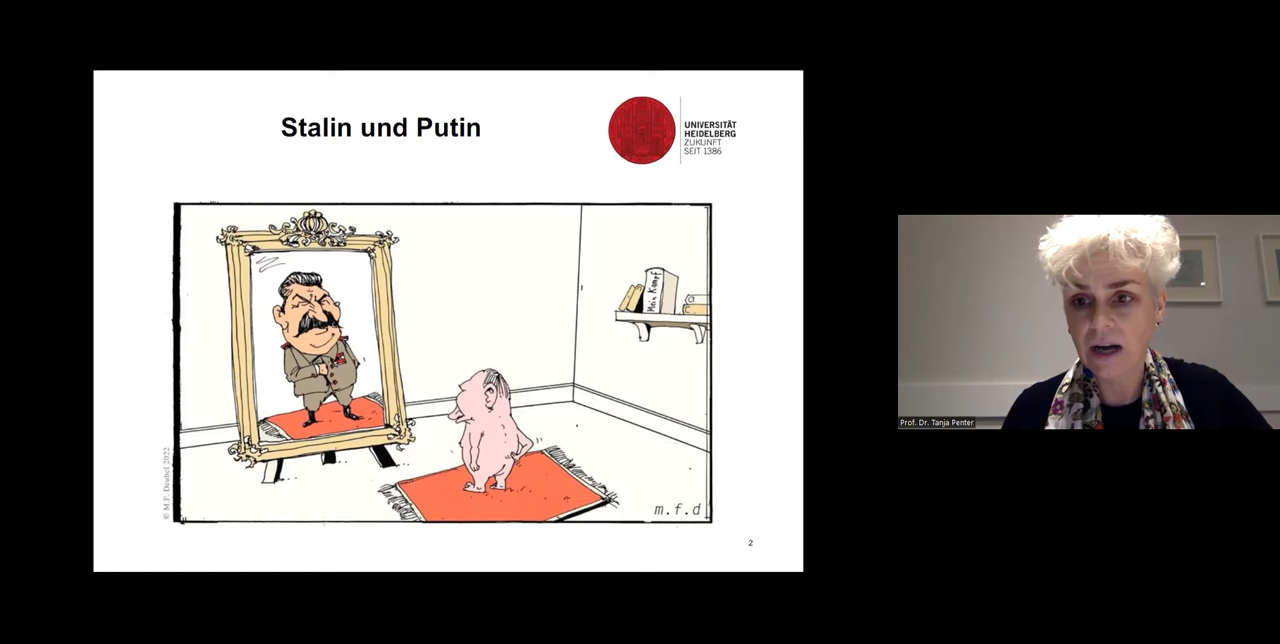 Stalin und Putin
UNIVERSITÄT
HEIDELBERG
ZUKUNFT
SEIT 1386
Mein Kampf
© M.F. Deubel 2022
m.f.d
2
Prof. Dr. Tanja Penter